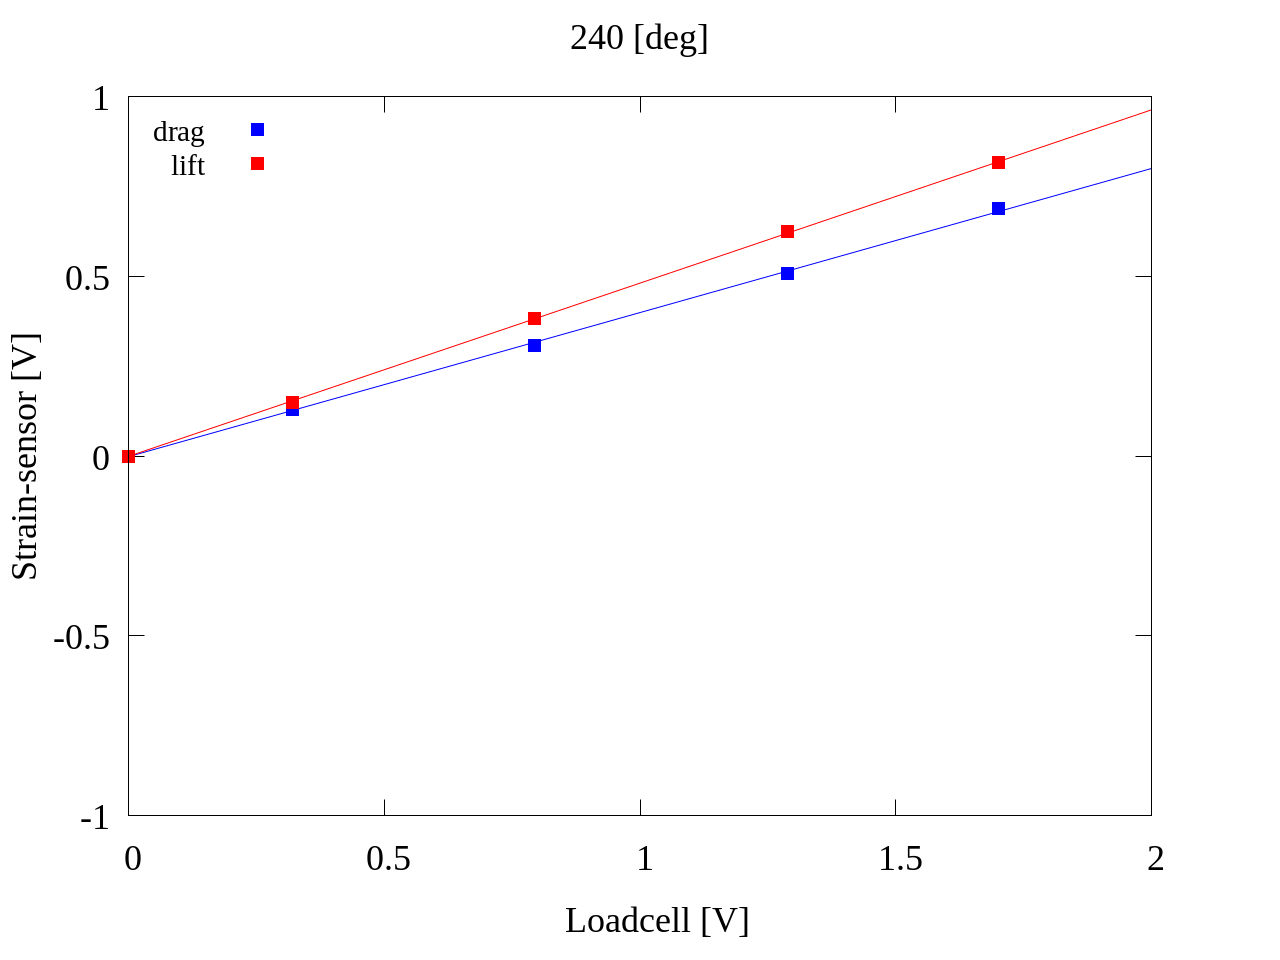 240 [deg]
1
drag
lift
0.5
0
-0.5
-1
Strain-sensor [V]
0 0.5 1 1.5 2
Loadcell [V]